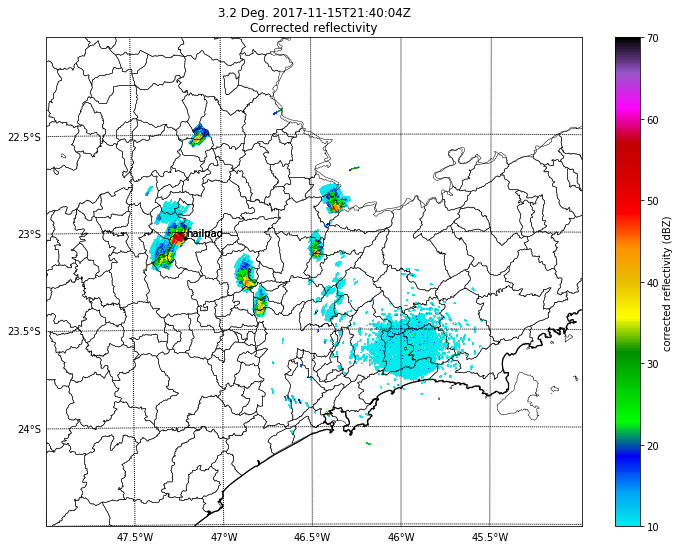 3.2 Deg. 2017-11-15T21:40:04Z
Corrected reflectivity
70
60
50
40
30
20
10
corrected reflectivity (dBZ)
22.5°S
23°S
23.5°S
24°S
hailpad
47.5°W
47°W
46.5°W
46°W
45.5°W